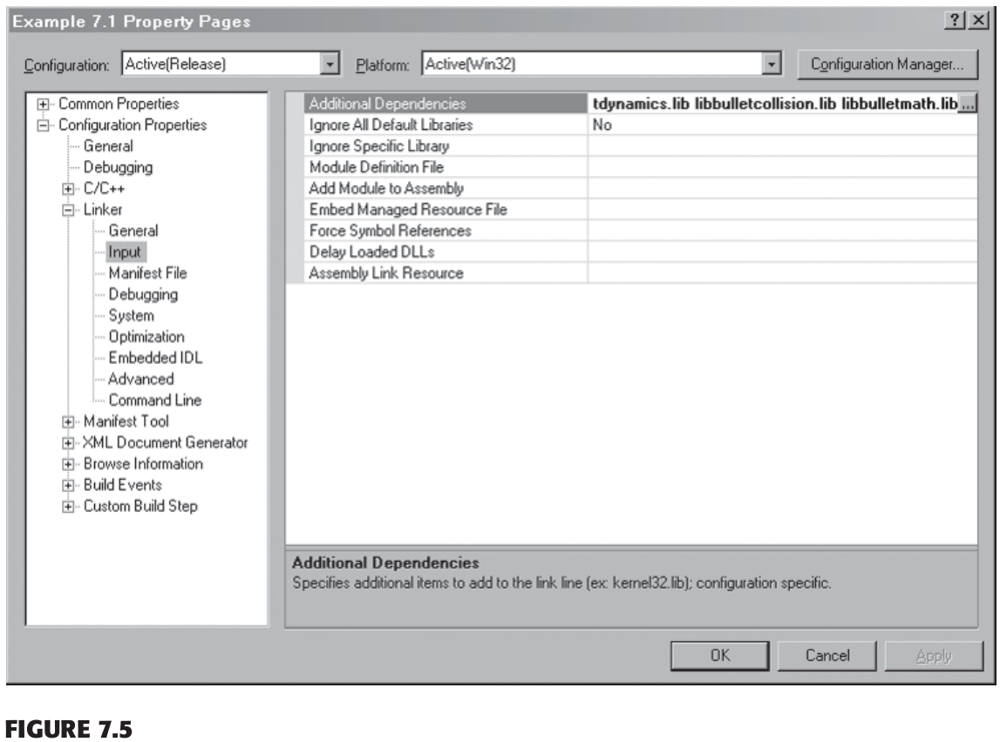 Example 7.1 Property Pages
? X
Configuration: Active(Release) Platform: Active(Win32) Configuration Manager...
Common Properties
Configuration Properties
General
Debugging
C/C++
Linker
General
Input
Manifest File
Debugging
System
Optimization
Embedded IDL
Advanced
Command Line
Manifest Tool
XML Document Generator
Browse Information
Build Events
Custom Build Step
Additional Dependencies tdynamics.lib libbulletcollision.lib libbulletmath.lib ...
Ignore All Default Libraries No
Ignore Specific Library
Module Definition File
Add Module to Assembly
Embed Managed Resource File
Force Symbol References
Delay Loaded DLLs
Assembly Link Resource
Additional Dependencies
Specifies additional items to add to the link line (ex: kernel32.lib); configuration specific.
OK Cancel Apply
FIGURE 7.5